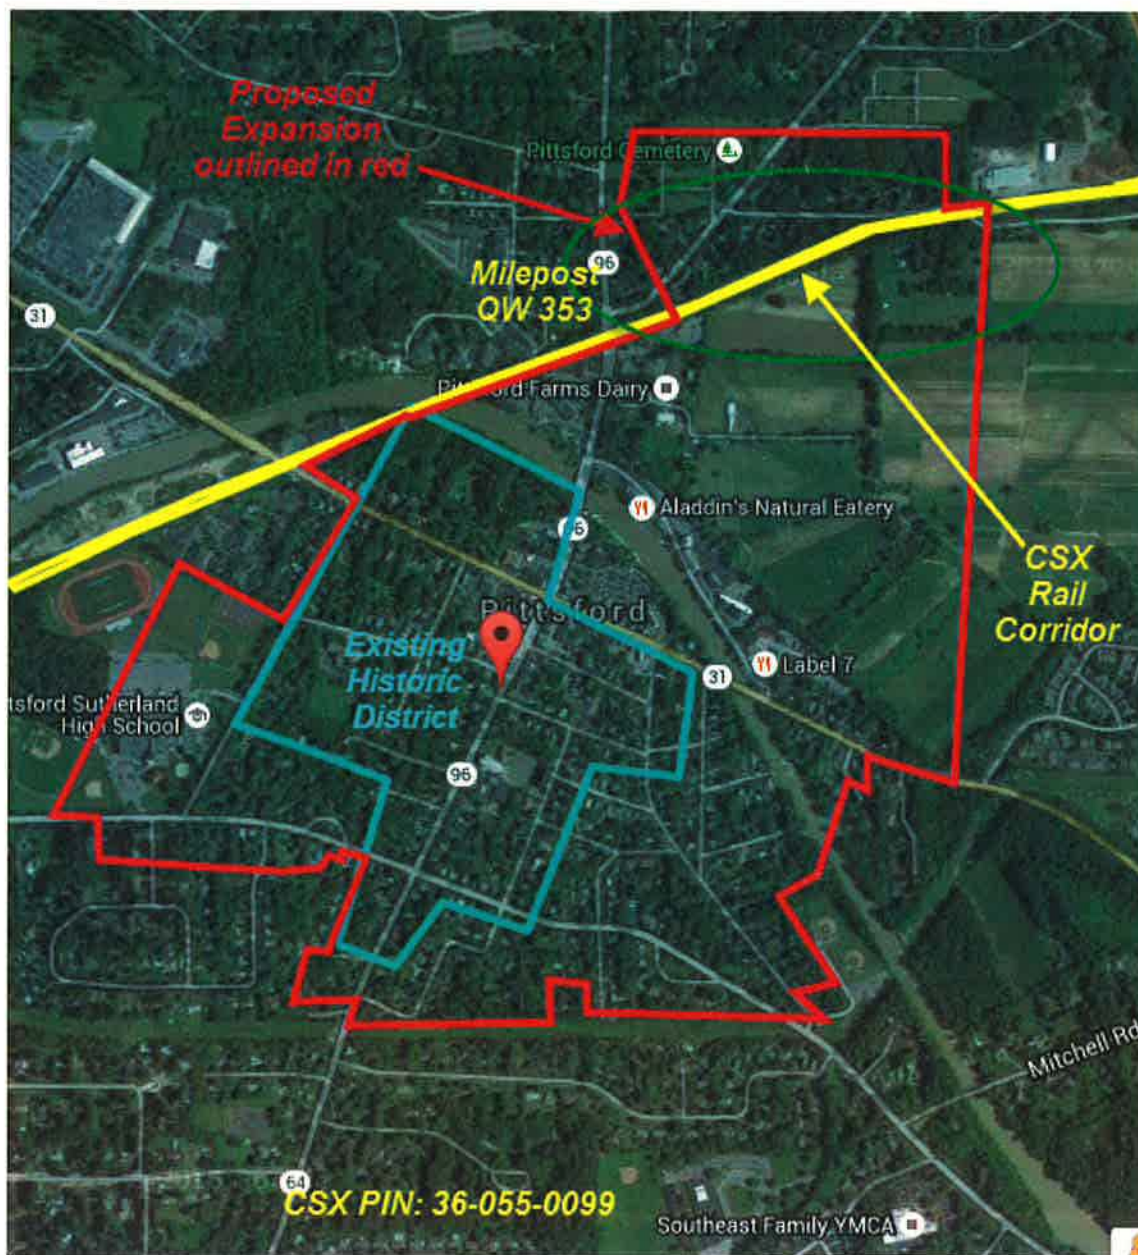 Proposed
Expansion
outlined in red
Pittsford Cemetery
96
Milepost
QW 353
31
Pittsford Farms Dairy
Aladdin's Natural Eatery
CSX
Rail
Corridor
Pittsford
Existing
Historic
District
31
Label 7
tsford Sutherland
High School
96
Mitchell Rd
64
CSX PIN: 36-055-0099
Southeast Family YMCA